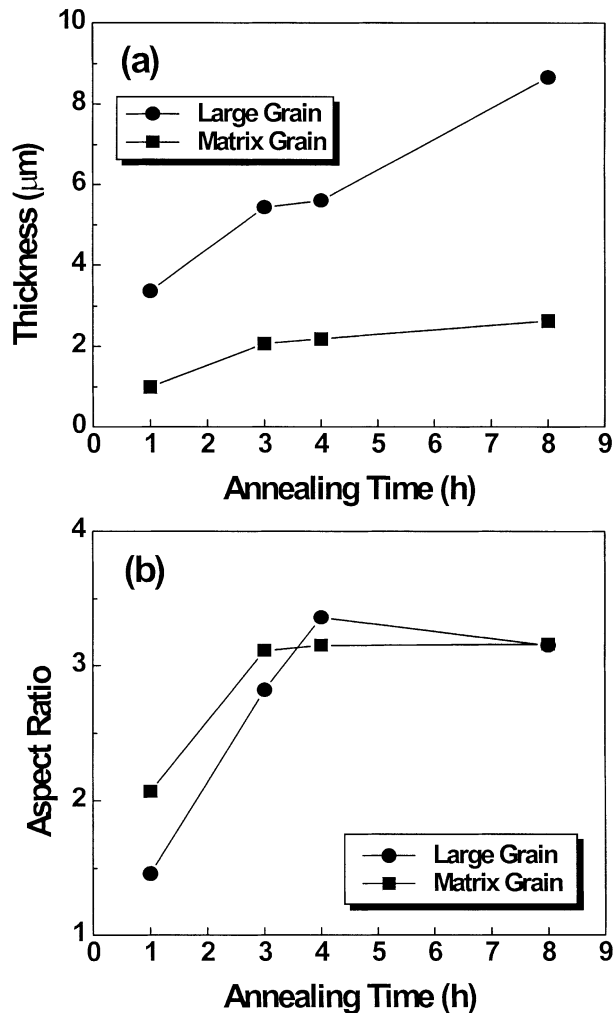 10
(a)
8
Large Grain
Matrix Grain
6
4
2
0
Thickness (μm)
0 1 2 3 4 5 6 7 8 9
Annealing Time (h)
4
(b)
3
2
1
Aspect Ratio
Large Grain
Matrix Grain
0 1 2 3 4 5 6 7 8 9
Annealing Time (h)